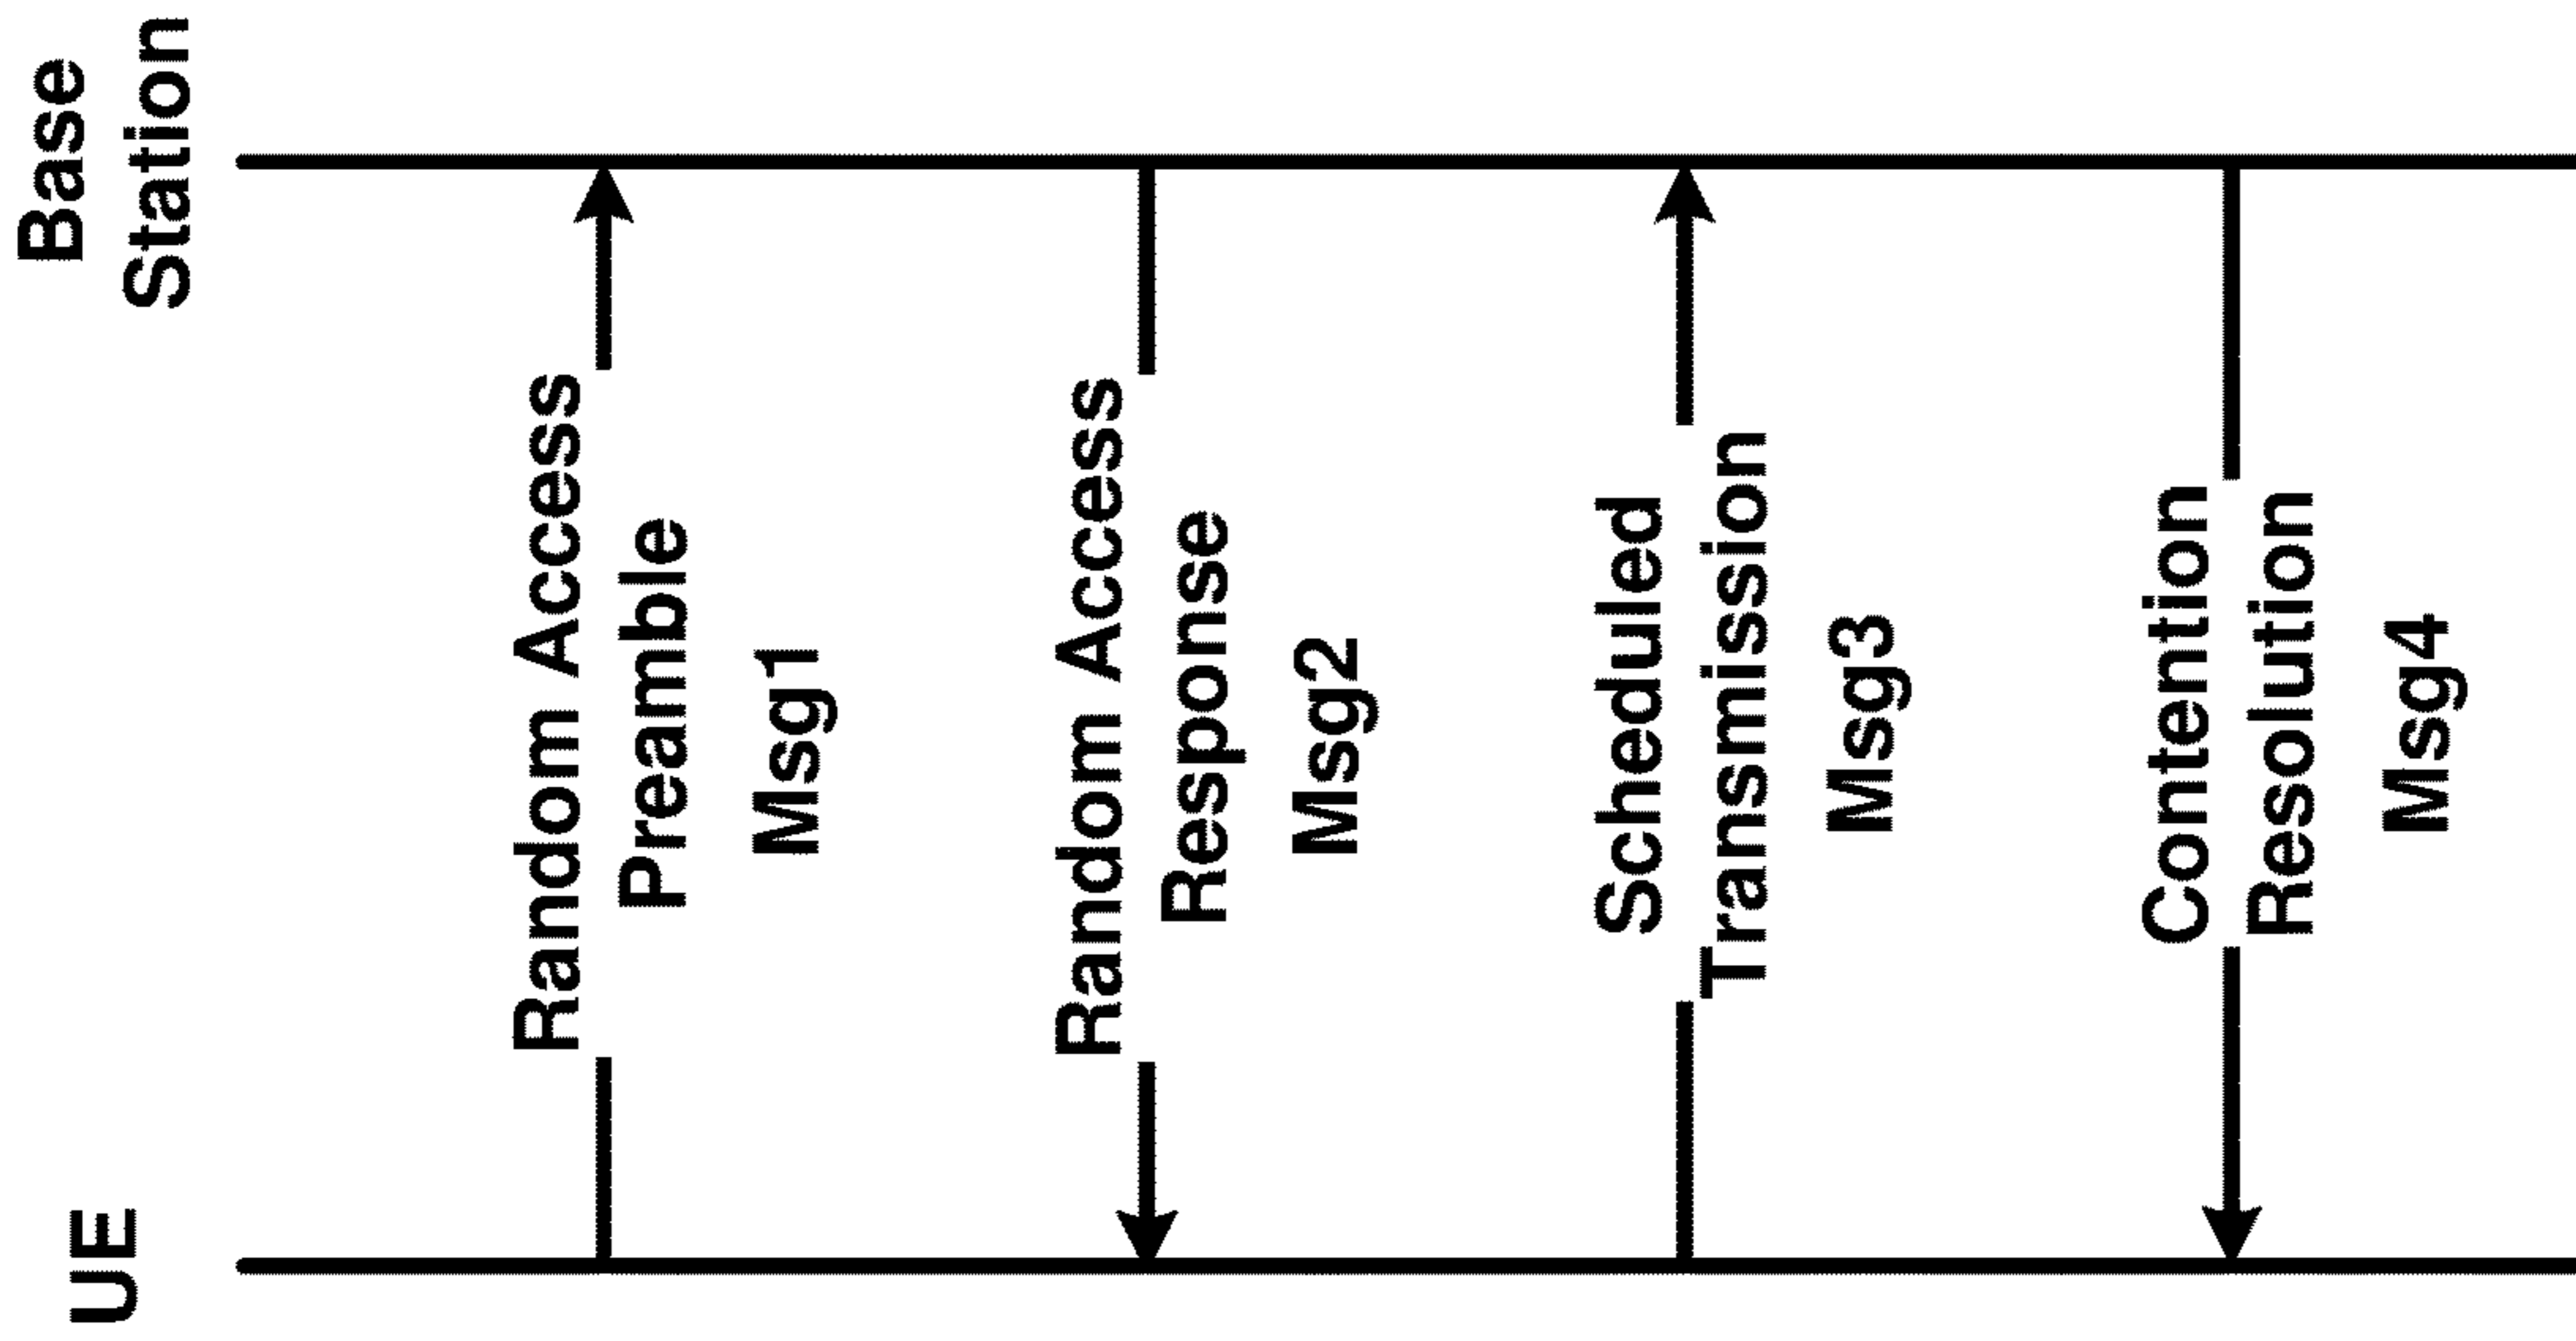 UE
Base
Station
Random Access
Preamble
Msg1
Random Access
Response
Msg2
Scheduled
Transmission
Msg3
Contention
Resolution
Msg4